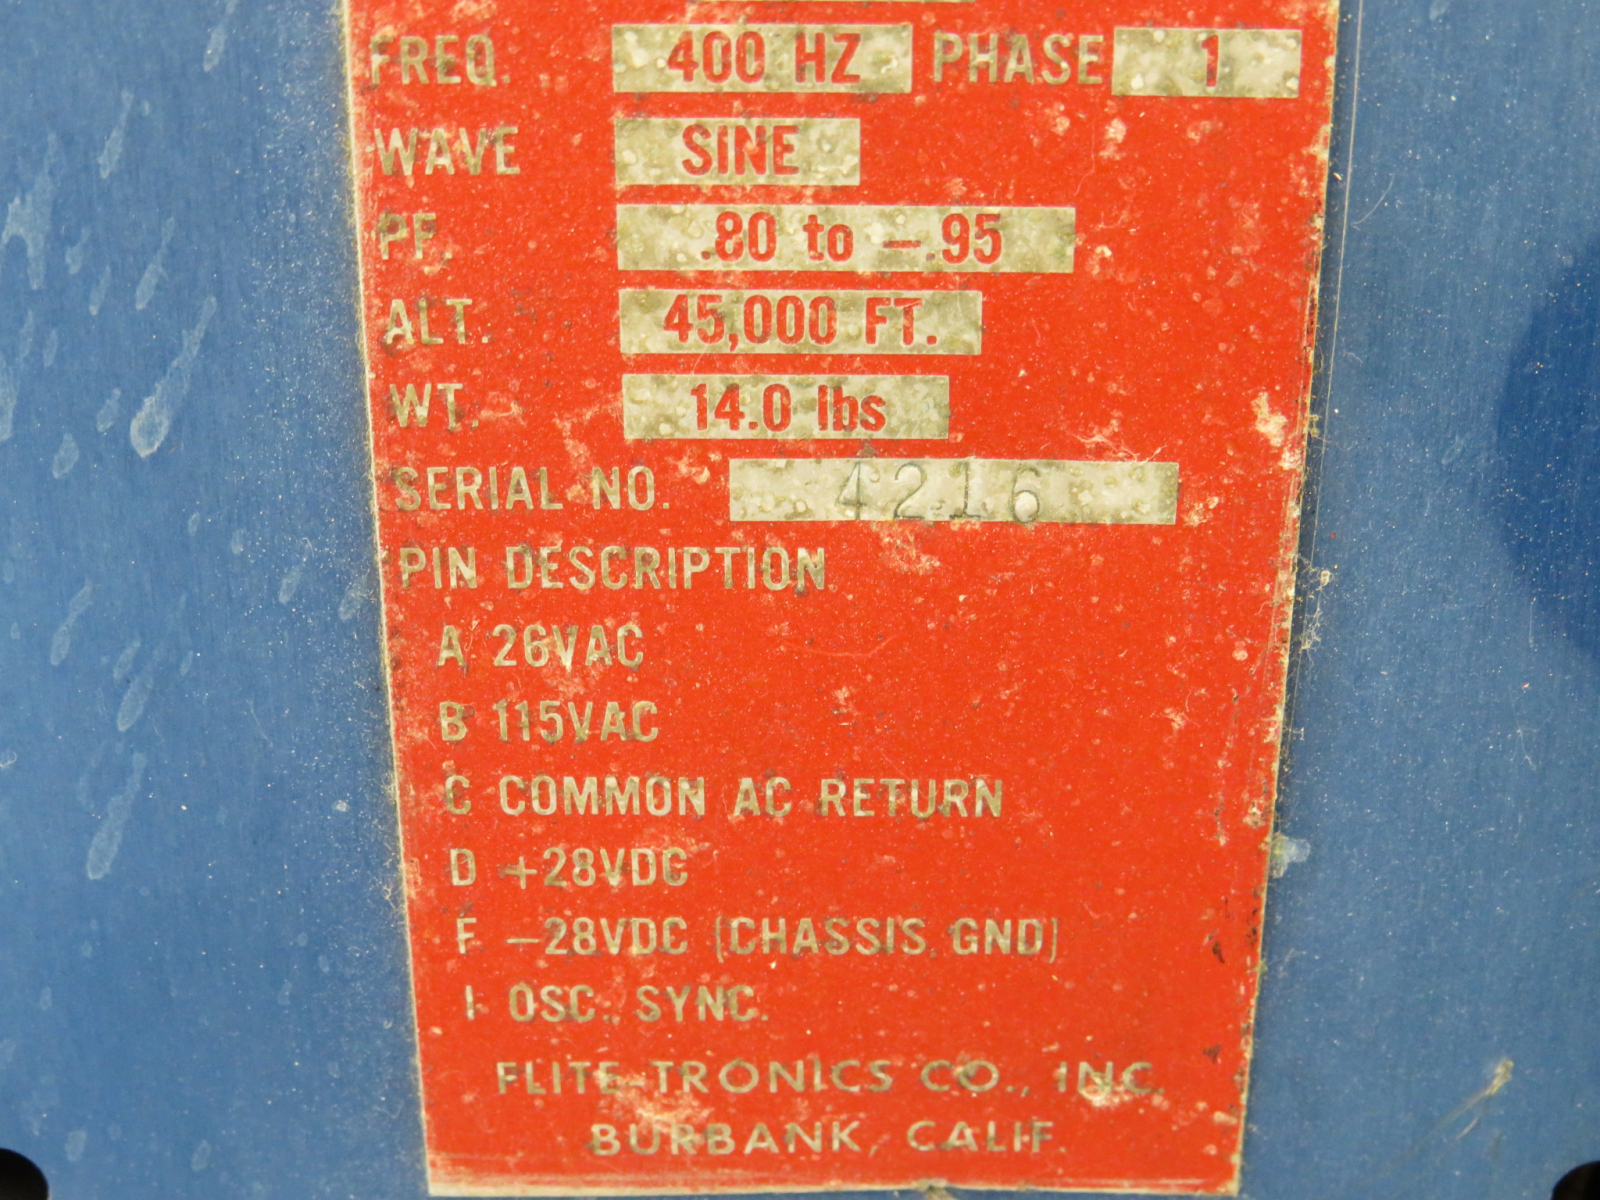 FREQ. 400 HZ PHASE 1
WAVE SINE
PF. .80 to –.95
ALT. 45,000 FT.
WT. 14.0 lbs
SERIAL NO. 4216
PIN DESCRIPTION
A 26VAC
B 115VAC
C COMMON AC RETURN
D +28VDC
F –28VDC (CHASSIS GND)
I OSC. SYNC.
FLITE-TRONICS CO., INC.
BURBANK, CALIF.